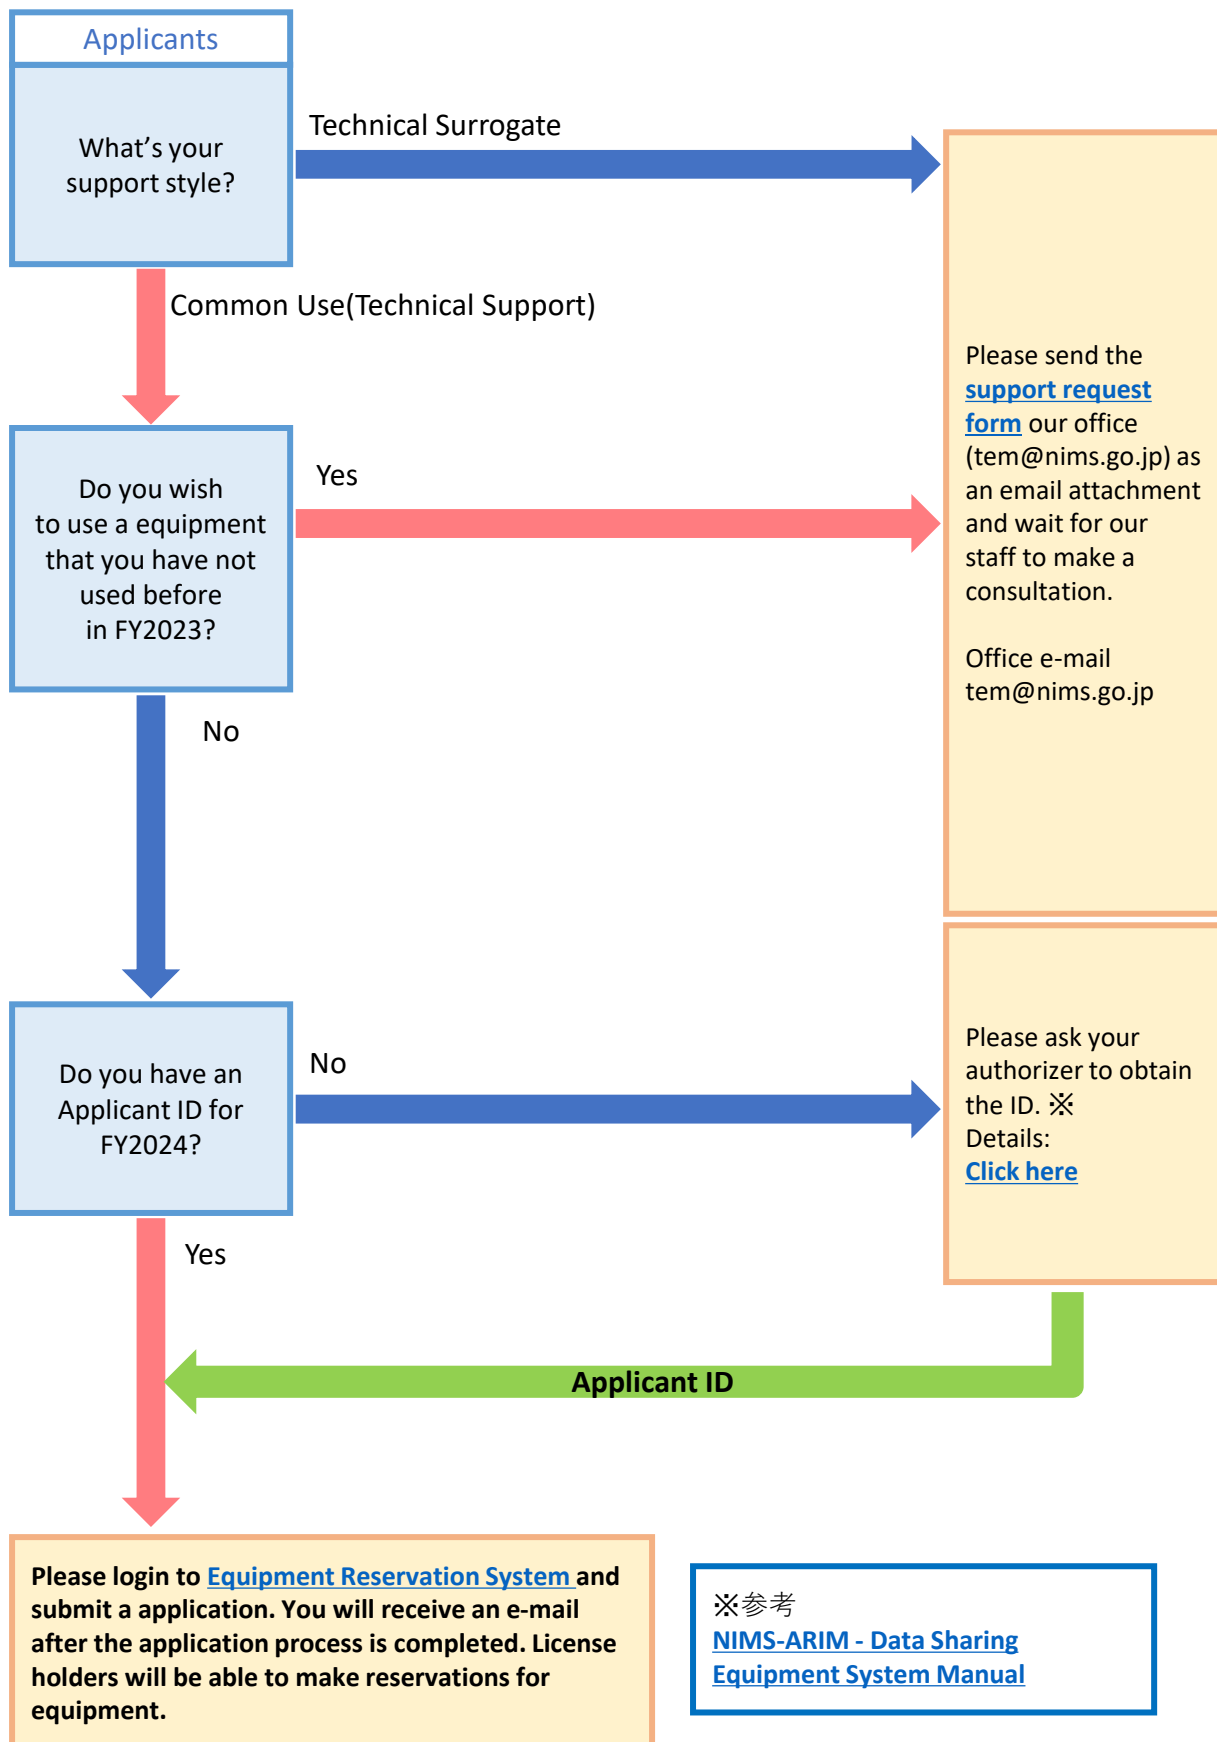 Applicants
What’s your
support style?
Technical Surrogate
Common Use(Technical Support)
Please send the
support request
form our office
(tem@nims.go.jp) as
an email attachment
and wait for our
staff to make a
consultation.
Office e-mail
tem@nims.go.jp
Do you wish
to use a equipment
that you have not
used before
in FY2023?
Yes
No
Do you have an
Applicant ID for
FY2024?
No
Please ask your
authorizer to obtain
the ID. ※
Details:
Click here
Yes
Applicant ID
Please login to Equipment Reservation System and
submit a application. You will receive an e-mail
after the application process is completed. License
holders will be able to make reservations for
equipment.
※参考
NIMS-ARIM - Data Sharing
Equipment System Manual